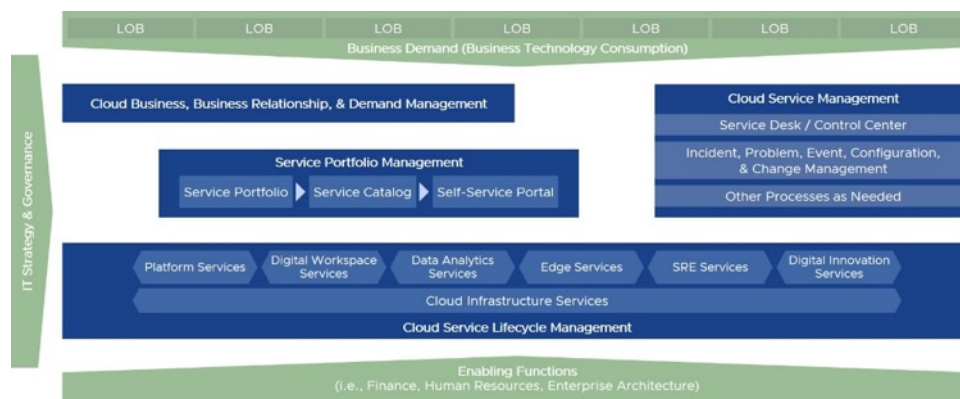 LOB LOB LOB LOB LOB LOB LOB
Business Demand (Business Technology Consumption)
IT Strategy & Governance
Cloud Business, Business Relationship, & Demand Management
Cloud Service Management
Service Desk / Control Center
Incident, Problem, Event, Configuration,
& Change Management
Other Processes as Needed
Service Portfolio Management
Service Portfolio Service Catalog Self-Service Portal
Platform Services
Digital Workspace
Services
Data Analytics
Services
Edge Services
SRE Services
Digital Innovation
Services
Cloud Infrastructure Services
Cloud Service Lifecycle Management
Enabling Functions
(i.e., Finance, Human Resources, Enterprise Architecture)